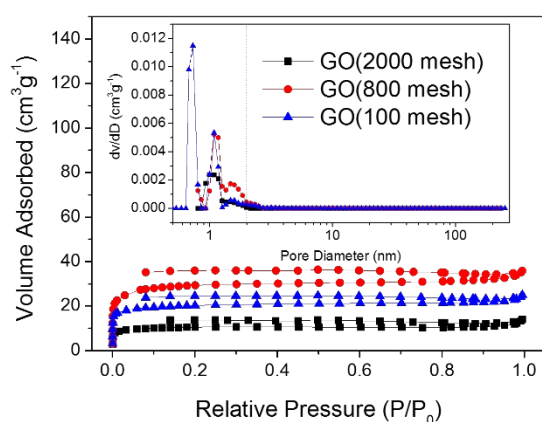 Volume Adsorbed (cm³g⁻¹)
140
120
100
80
60
40
20
0
0.0 0.2 0.4 0.6 0.8 1.0
Relative Pressure (P/P₀)
dv/dD (cm³g⁻¹)
0.012
0.010
0.008
0.006
0.004
0.002
0.000
1 10 100
Pore Diameter (nm)
GO(2000 mesh)
GO(800 mesh)
GO(100 mesh)